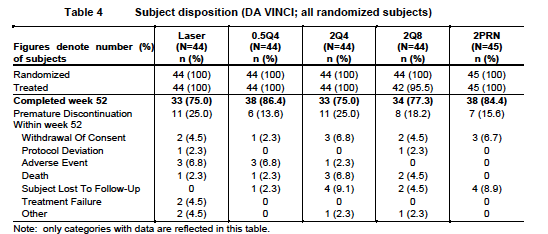 Table 4 Subject disposition (DA VINCI; all randomized subjects)
Figures denote number (%) of subjects Laser (N=44) n (%) 0.5Q4 (N=44) n (%) 2Q4 (N=44) n (%) 2Q8 (N=44) n (%) 2PRN (N=45) n (%)
Randomized 44 (100) 44 (100) 44 (100) 44 (100) 45 (100)
Treated 44 (100) 44 (100) 44 (100) 42 (95.5) 45 (100)
Completed week 52 33 (75.0) 38 (86.4) 33 (75.0) 34 (77.3) 38 (84.4)
Premature Discontinuation 11 (25.0) 6 (13.6) 11 (25.0) 8 (18.2) 7 (15.6)
Within week 52
Withdrawal Of Consent 2 (4.5) 1 (2.3) 3 (6.8) 2 (4.5) 3 (6.7)
Protocol Deviation 1 (2.3) 0 0 1 (2.3) 0
Adverse Event 3 (6.8) 3 (6.8) 1 (2.3) 0 0
Death 1 (2.3) 1 (2.3) 3 (6.8) 2 (4.5) 0
Subject Lost To Follow-Up 0 1 (2.3) 4 (9.1) 2 (4.5) 4 (8.9)
Treatment Failure 2 (4.5) 0 0 0 0
Other 2 (4.5) 0 1 (2.3) 1 (2.3) 0
Note: only categories with data are reflected in this table.